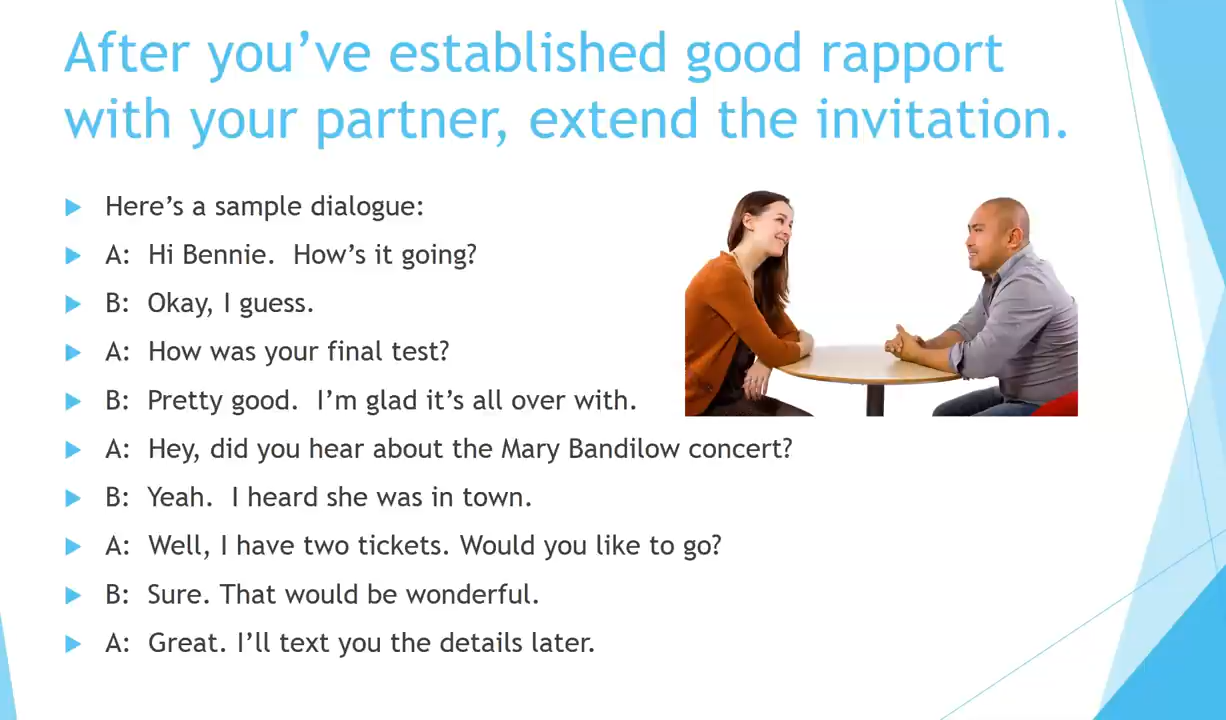 After you’ve established good rapport
with your partner, extend the invitation.
Here’s a sample dialogue:
A:  Hi Bennie.  How’s it going?
B:  Okay, I guess.
A:  How was your final test?
B:  Pretty good.  I’m glad it’s all over with.
A:  Hey, did you hear about the Mary Bandilow concert?
B:  Yeah.  I heard she was in town.
A:  Well, I have two tickets. Would you like to go?
B:  Sure. That would be wonderful.
A:  Great. I’ll text you the details later.